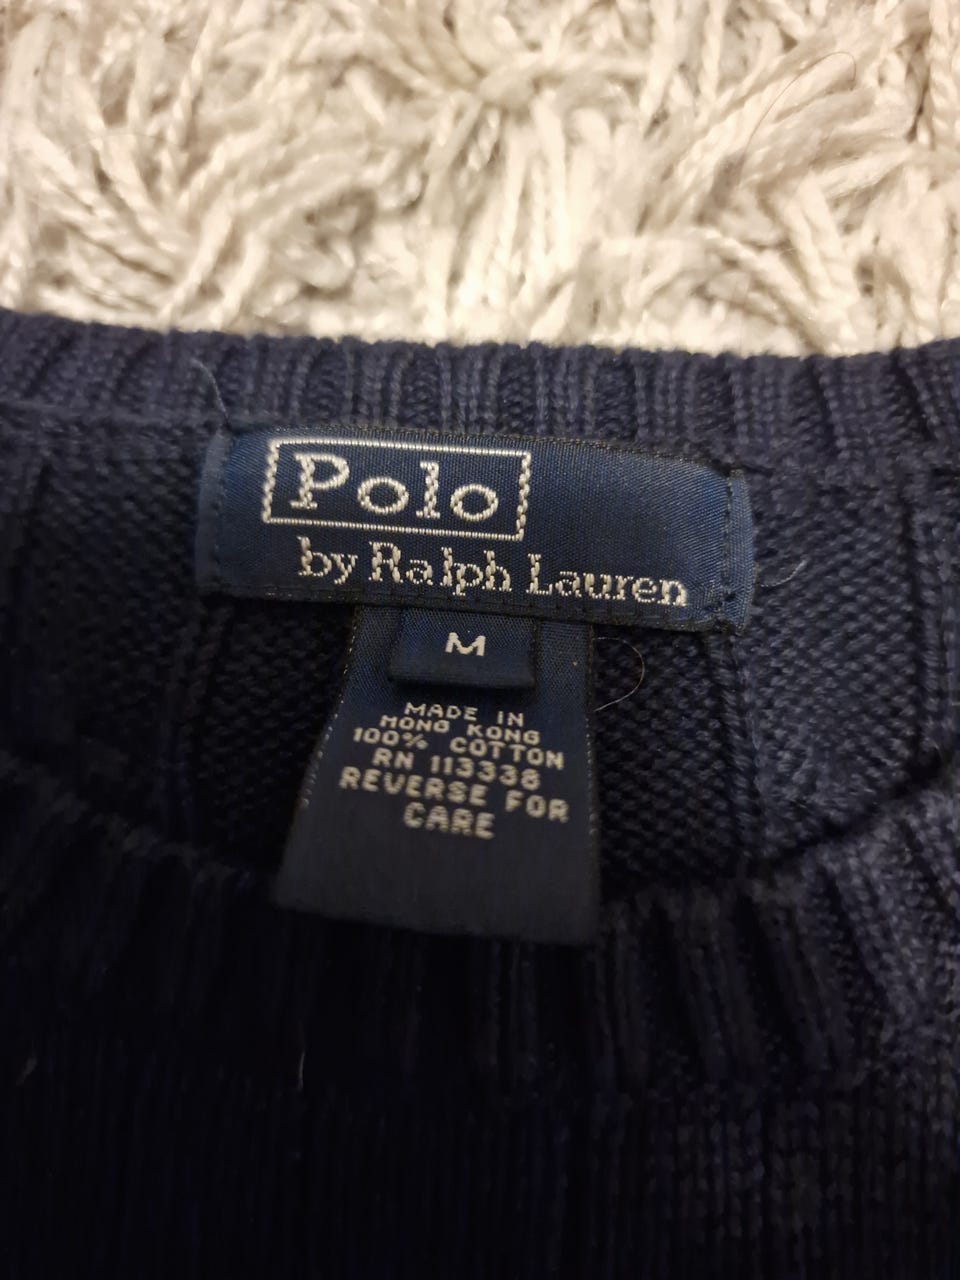 Polo
by Ralph Lauren
M
MADE IN
HONG KONG
100% COTTON
RN 113338
REVERSE FOR
CARE